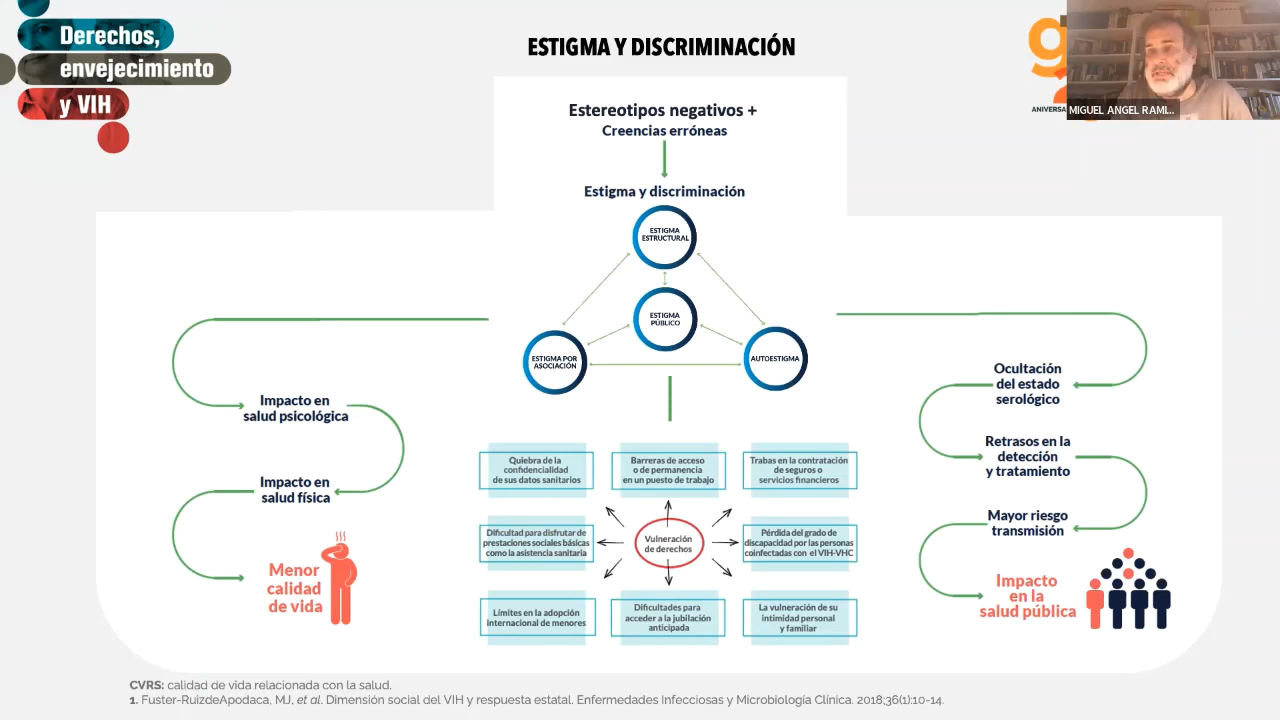 Derechos,
envejecimiento
y VIH
ESTIGMA Y DISCRIMINACIÓN
ANIVERSA
MIGUEL ANGEL RAMI...
Estereotipos negativos +
Creencias erróneas
Estigma y discriminación
ESTIGMA
ESTRUCTURAL
ESTIGMA
PÚBLICO
ESTIGMA POR
ASOCIACIÓN
AUTOESTIGMA
Impacto en
salud psicológica
Impacto en
salud física
Menor
calidad
de vida
Quiebra de la
confidencialidad
de sus datos sanitarios
Barreras de acceso
o de permanencia
en un puesto de trabajo
Trabas en la contratación
de seguros o
servicios financieros
Dificultad para disfrutar de
prestaciones sociales básicas
como la asistencia sanitaria
Vulneración
de derechos
Pérdida del grado de
discapacidad por las personas
coinfectadas con el VIH-VHC
Límites en la adopción
internacional de menores
Dificultades para
acceder a la jubilación
anticipada
La vulneración de su
intimidad personal
y familiar
Ocultación
del estado
serológico
Retrasos en la
detección
y tratamiento
Mayor riesgo
transmisión
Impacto
en la
salud pública
CVRS: calidad de vida relacionada con la salud.
1. Fuster-RuizdeApodaca, MJ, et al. Dimensión social del VIH y respuesta estatal. Enfermedades Infecciosas y Microbiología Clínica. 2018;36(1):10-14.